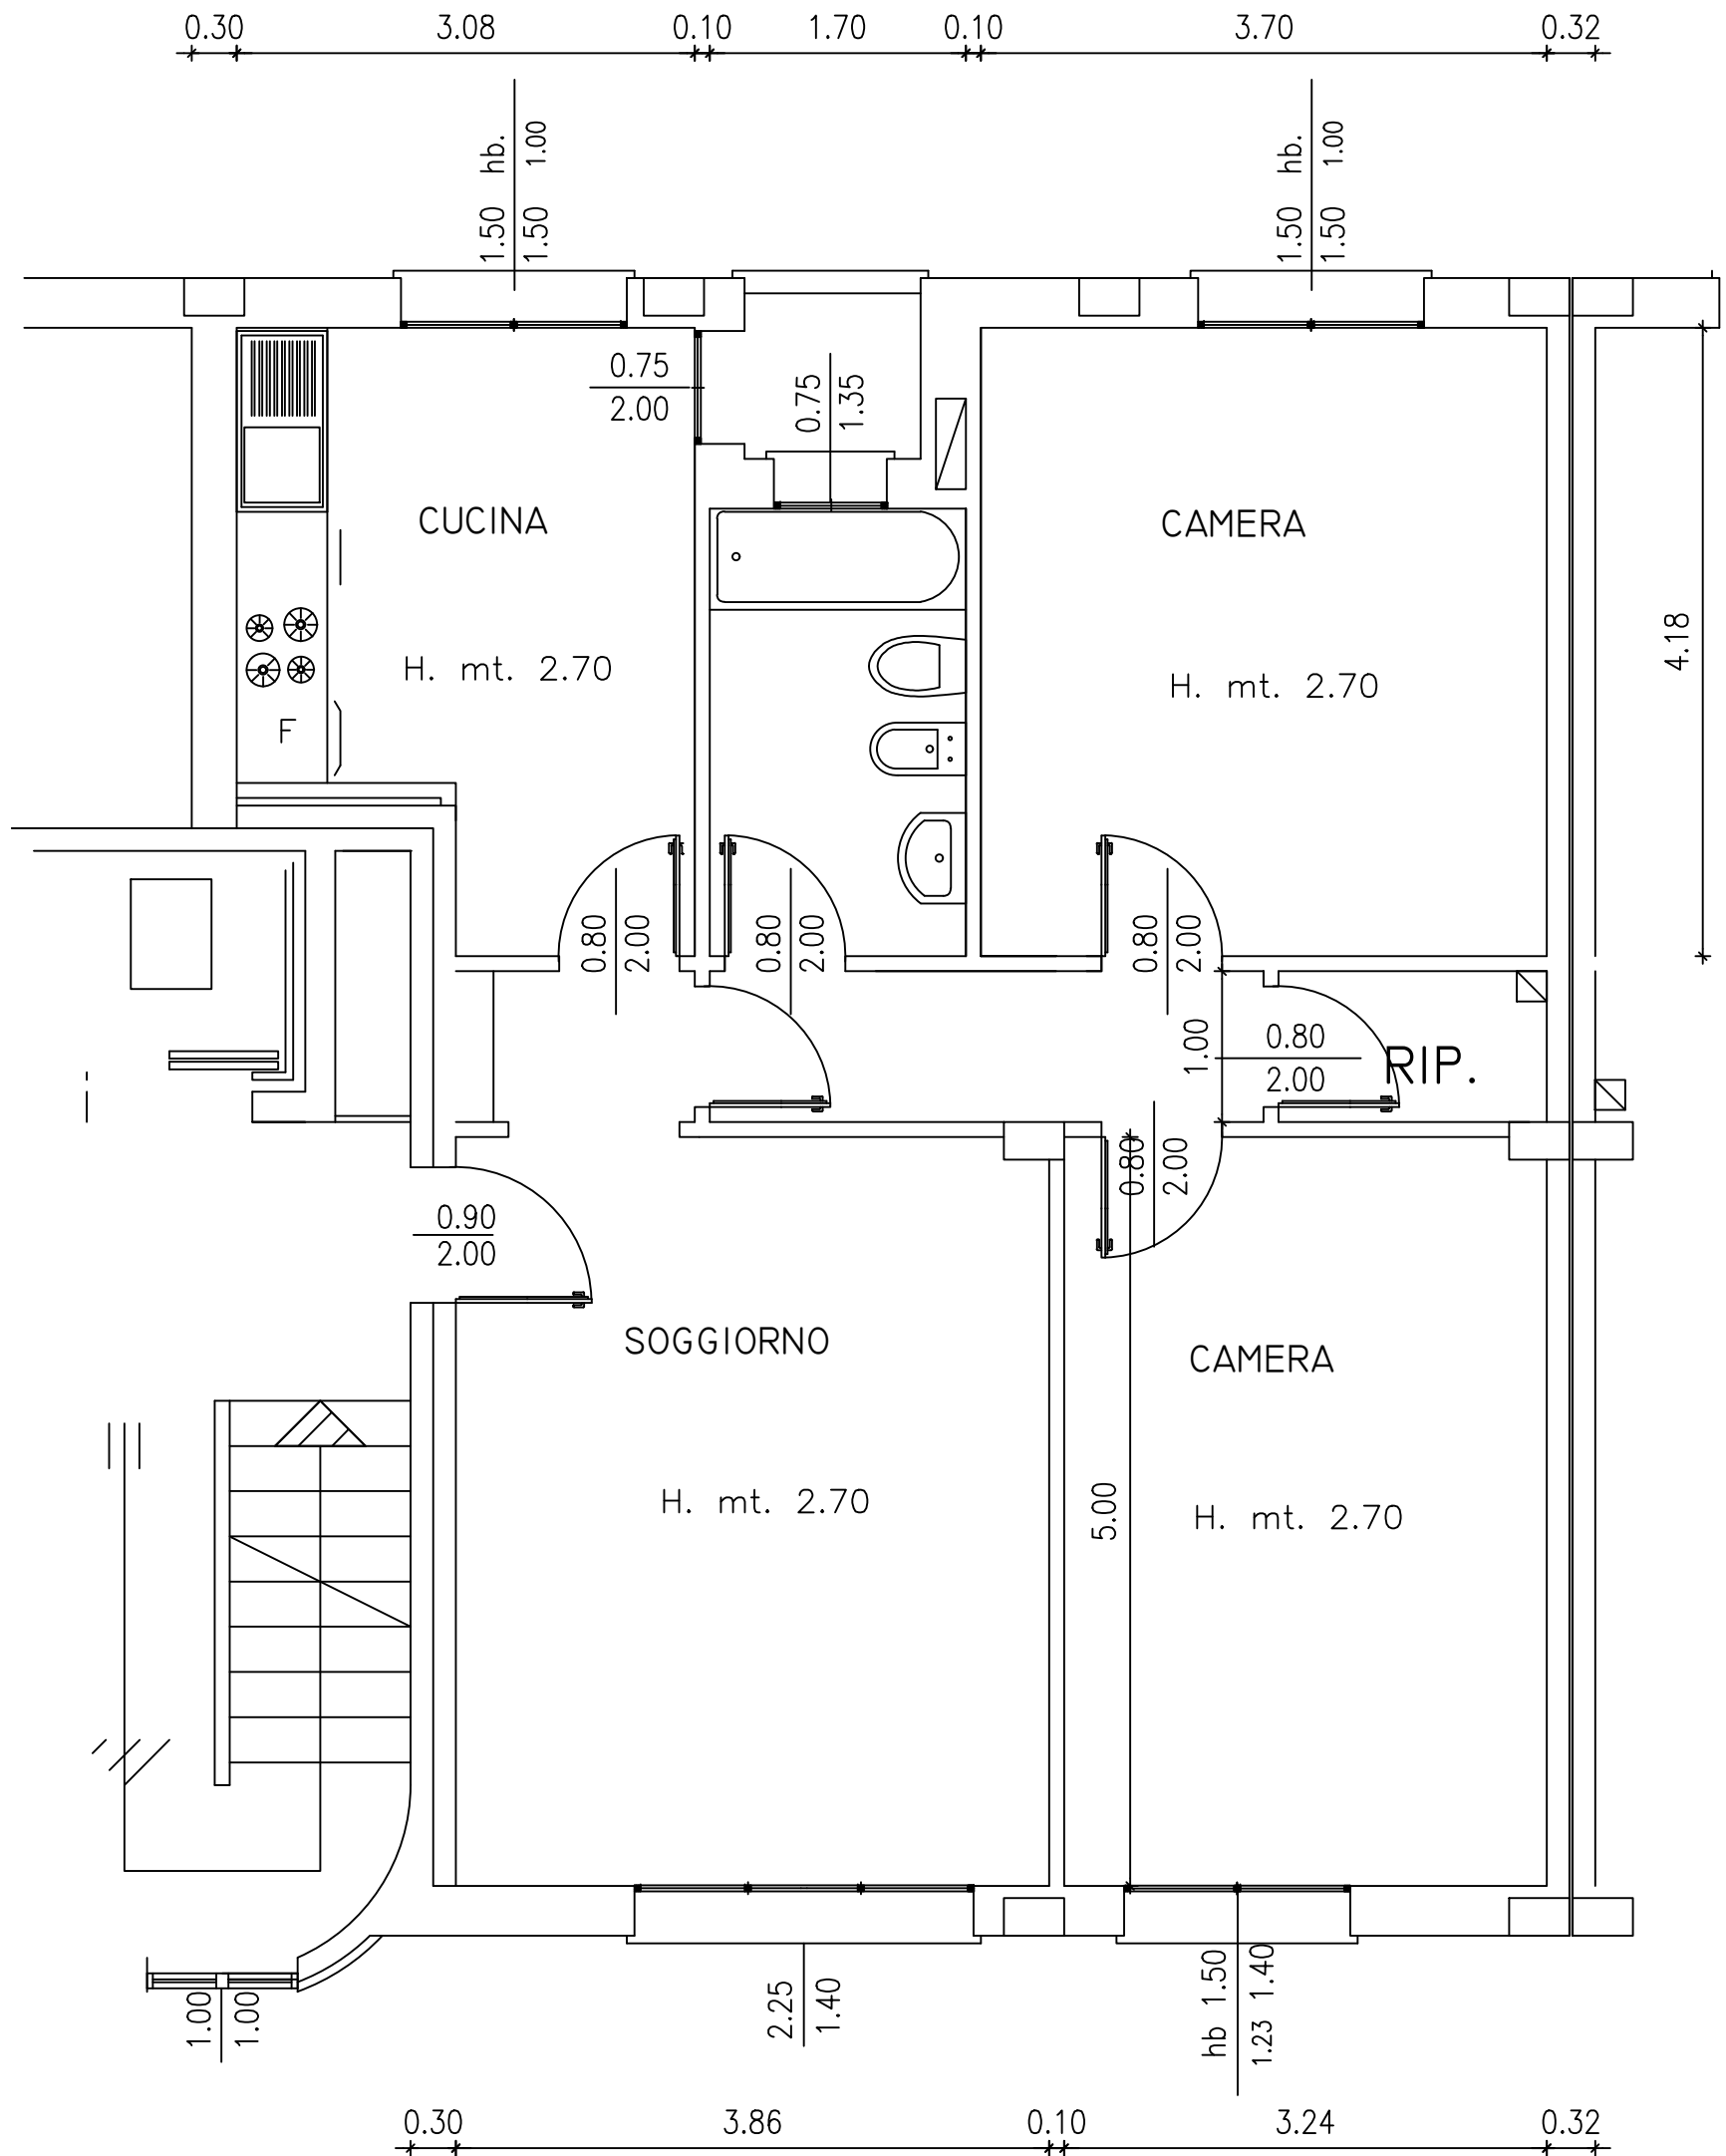 0.30 3.08 0.10 1.70 0.10 3.70 0.32
hb. 1.00
1.50 1.50
hb. 1.00
1.50 1.50
0.75
2.00
0.75
1.35
CUCINA
CAMERA
H. mt. 2.70
H. mt. 2.70
4.18
F
0.80
2.00
0.80
2.00
0.80
2.00
1.00
0.80
2.00
RIP.
0.80
2.00
0.90
2.00
SOGGIORNO
CAMERA
H. mt. 2.70
5.00
H. mt. 2.70
1.00
1.00
2.25
1.40
hb 1.50
1.23 1.40
0.30 3.86 0.10 3.24 0.32